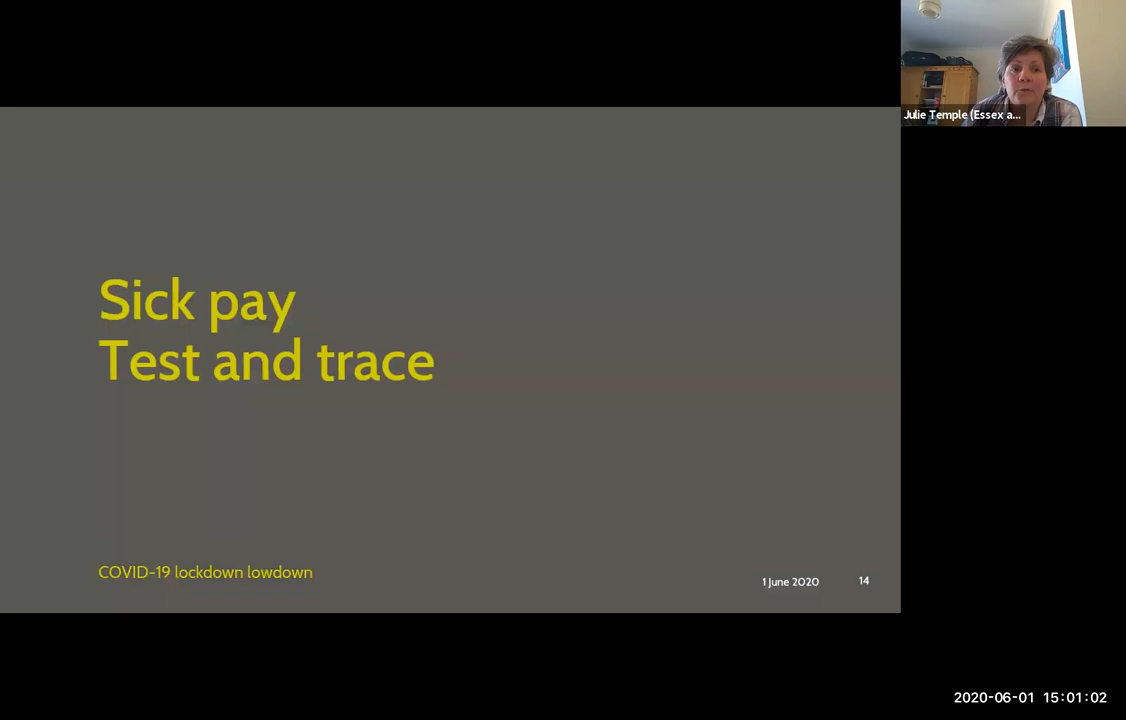 Julie Temple (Essex a...
Sick pay
Test and trace
COVID-19 lockdown lowdown
1 June 2020
14
2020-06-01 15:01:02